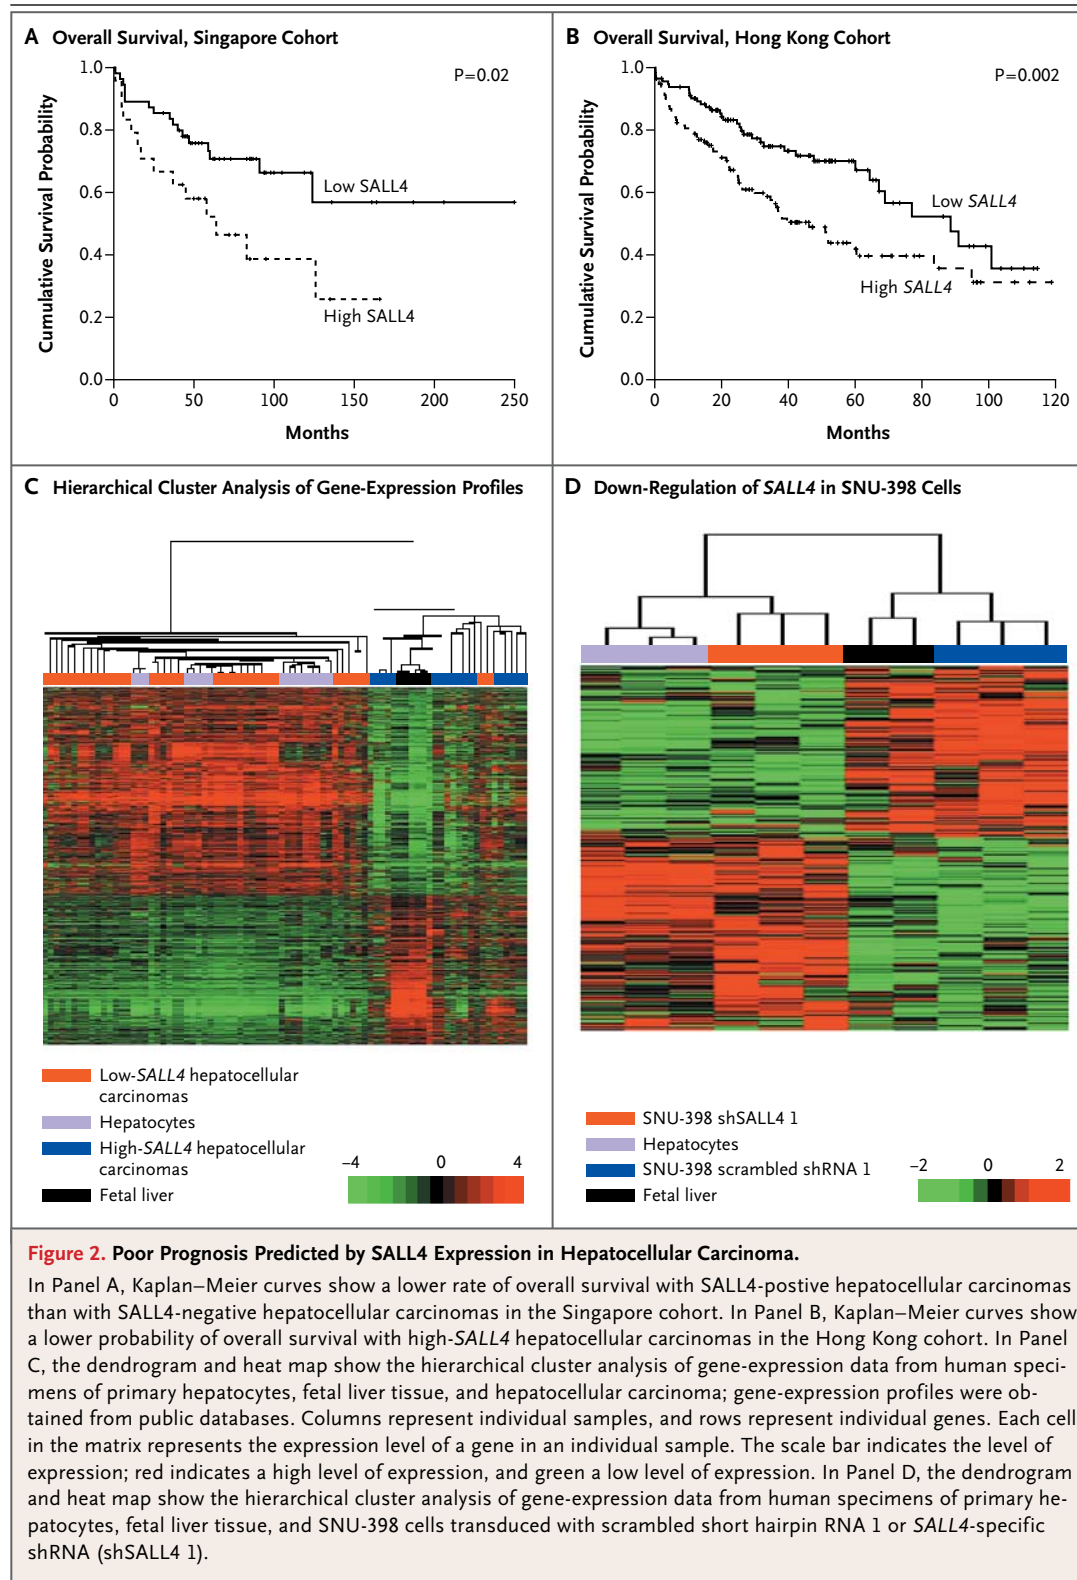 A Overall Survival, Singapore Cohort
P=0.02
Cumulative Survival Probability
1.0
0.8
0.6
0.4
0.2
0.0
Low SALL4
High SALL4
0 50 100 150 200 250
Months
B Overall Survival, Hong Kong Cohort
P=0.002
Cumulative Survival Probability
1.0
0.8
0.6
0.4
0.2
0.0
Low SALL4
High SALL4
0 20 40 60 80 100 120
Months
C Hierarchical Cluster Analysis of Gene-Expression Profiles
Low-SALL4 hepatocellular
carcinomas
Hepatocytes
High-SALL4 hepatocellular
carcinomas
Fetal liver
−4 0 4
D Down-Regulation of SALL4 in SNU-398 Cells
SNU-398 shSALL4 1
Hepatocytes
SNU-398 scrambled shRNA 1
Fetal liver
−2 0 2
Figure 2. Poor Prognosis Predicted by SALL4 Expression in Hepatocellular Carcinoma.
In Panel A, Kaplan–Meier curves show a lower rate of overall survival with SALL4-postive hepatocellular carcinomas
than with SALL4-negative hepatocellular carcinomas in the Singapore cohort. In Panel B, Kaplan–Meier curves show
a lower probability of overall survival with high-SALL4 hepatocellular carcinomas in the Hong Kong cohort. In Panel
C, the dendrogram and heat map show the hierarchical cluster analysis of gene-expression data from human speci-
mens of primary hepatocytes, fetal liver tissue, and hepatocellular carcinoma; gene-expression profiles were ob-
tained from public databases. Columns represent individual samples, and rows represent individual genes. Each cell
in the matrix represents the expression level of a gene in an individual sample. The scale bar indicates the level of
expression; red indicates a high level of expression, and green a low level of expression. In Panel D, the dendrogram
and heat map show the hierarchical cluster analysis of gene-expression data from human specimens of primary he-
patocytes, fetal liver tissue, and SNU-398 cells transduced with scrambled short hairpin RNA 1 or SALL4-specific
shRNA (shSALL4 1).